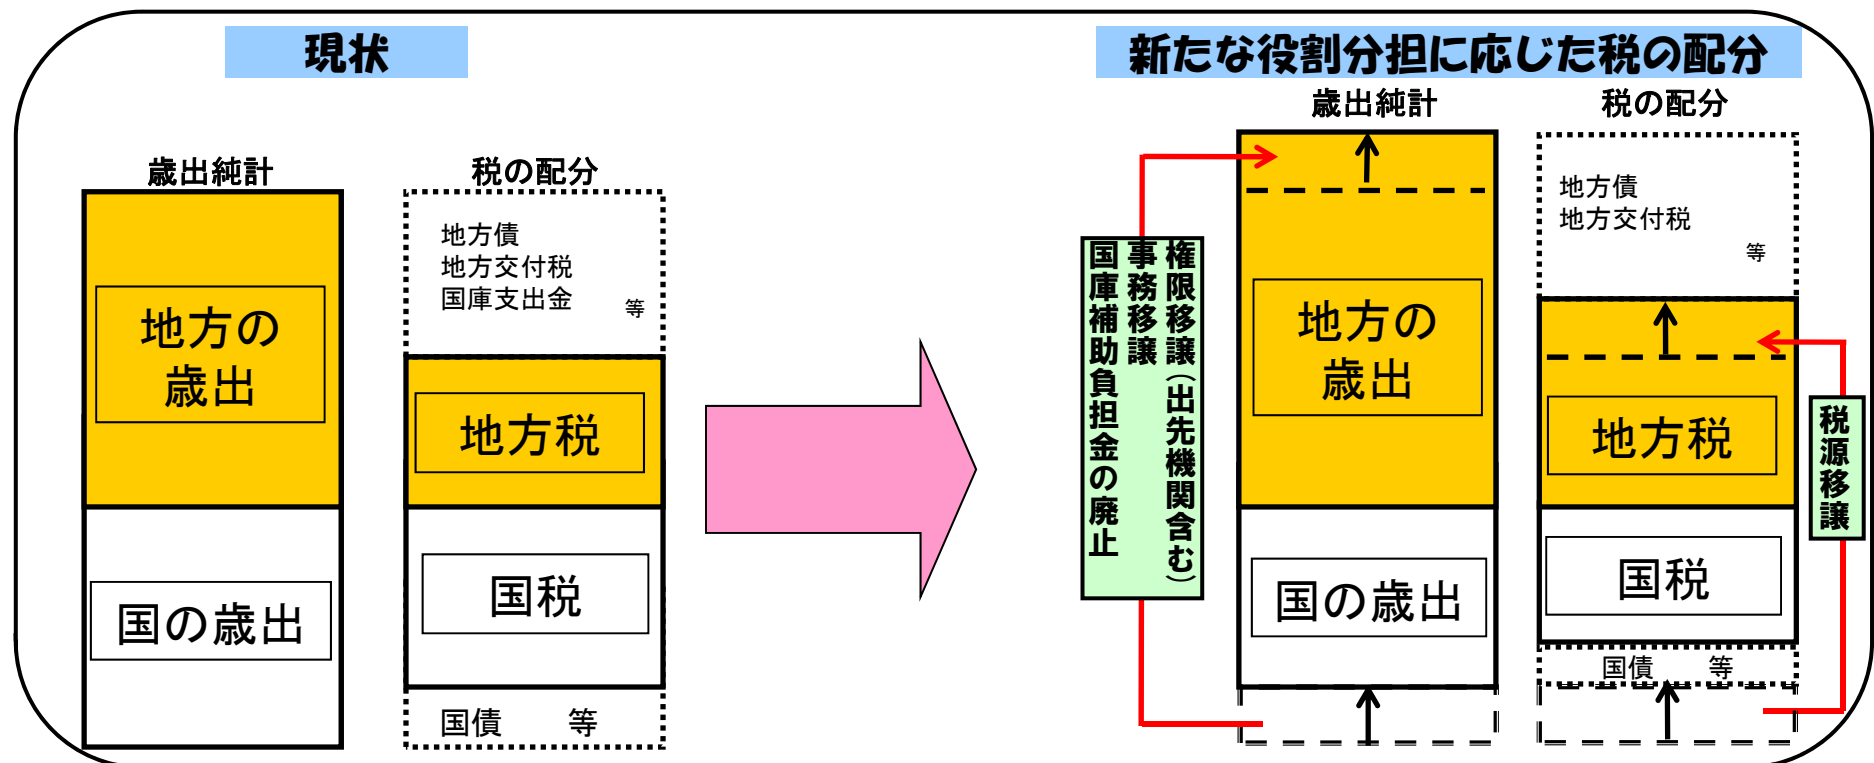 現状
歳出純計
税の配分
地方の
歳出
国の歳出
地方債
地方交付税
国庫支出金
等
地方税
国税
国債　等
新たな役割分担に応じた税の配分
歳出純計
税の配分
権限移譲（出先機関含む）
事務移譲
国庫補助負担金の廃止
地方の
歳出
国の歳出
地方債
地方交付税
等
地方税
国税
国債　等
税源移譲